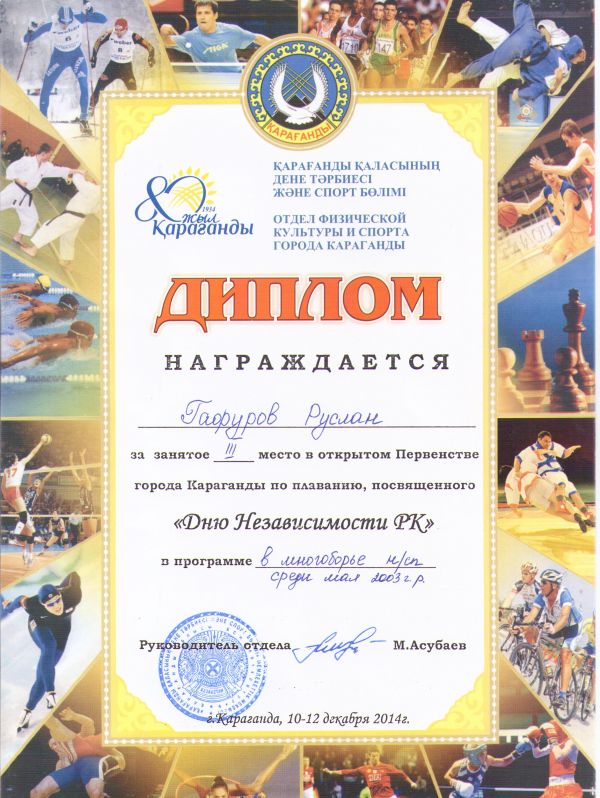 ҚАРАҒАНДЫ
ҚАРАҒАНДЫ ҚАЛАСЫНЫҢ
ДЕНЕ ТӘРБИЕСІ
ЖӘНЕ СПОРТ БӨЛІМІ
80
1934
жыл
Қарағанды
ОТДЕЛ ФИЗИЧЕСКОЙ
КУЛЬТУРЫ И СПОРТА
ГОРОДА КАРАГАНДЫ
ДИПЛОМ
НАГРАЖДАЕТСЯ
Гафуров Руслан
за занятое III место в открытом Первенстве
города Караганды по плаванию, посвященного
«Дню Независимости РК»
в программе в многоборье н/сп
среди мал 2003 г.р.
Руководитель отдела М.Асубаев
г.Караганда, 10-12 декабря 2014г.